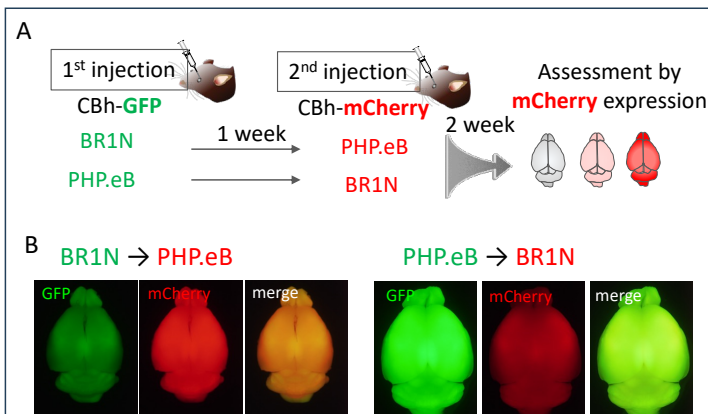 A
1st injection
CBh-GFP
BR1N
PHP.eB
1 week
2nd injection
CBh-mCherry
PHP.eB
BR1N
2 week
Assessment by
mCherry expression
B
BR1N → PHP.eB
GFP
mCherry
merge
PHP.eB → BR1N
GFP
mCherry
merge